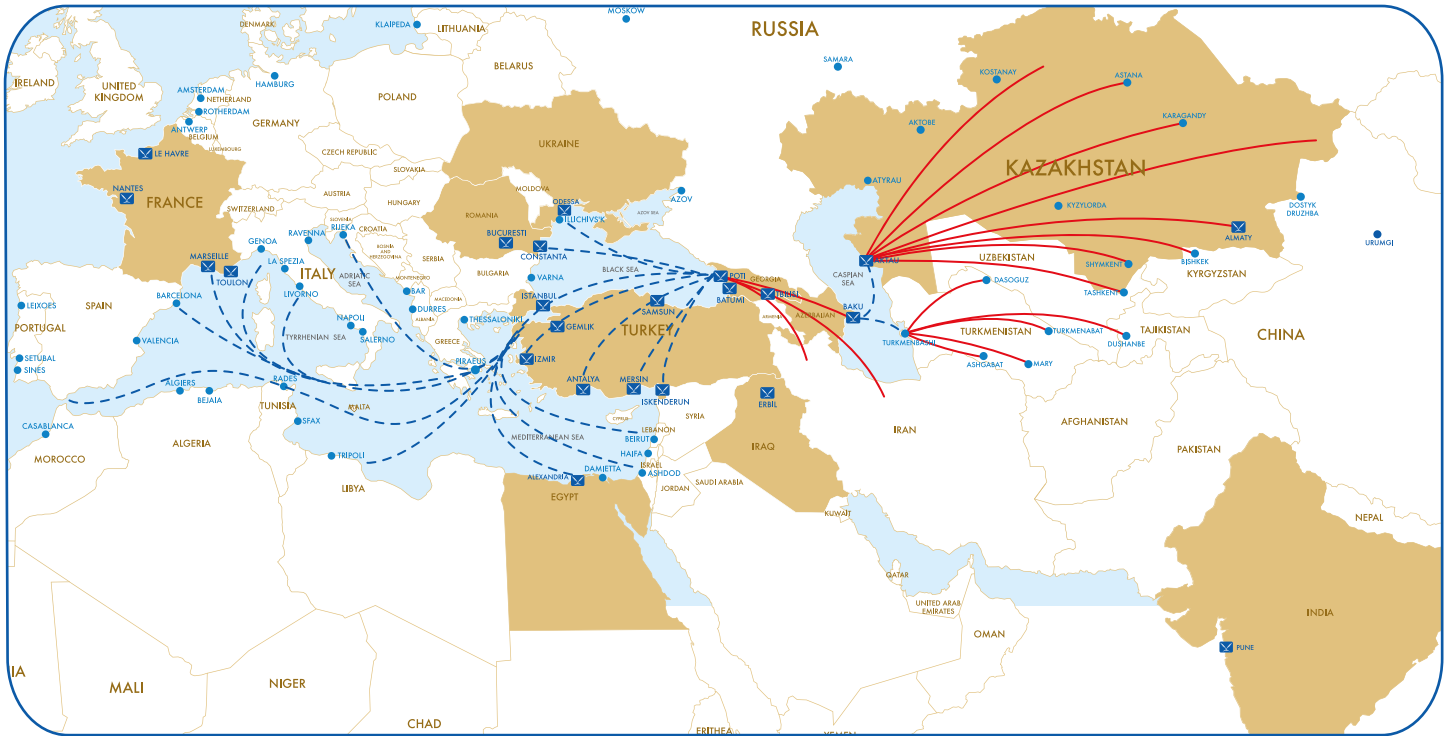 MOSKOW
DENMARK
KLAIPEDA
LITHUANIA
RUSSIA
BELARUS
SAMARA
IRELAND
UNITED
KINGDOM
HAMBURG
AMSTERDAM
NETHERLAND
ROTHERDAM
ANTWERP
BELGIUM
LUXEMBOURG
GERMANY
POLAND
KOSTANAY
ASTANA
AKTOBE
KARAGANDY
KAZAKHSTAN
LE HAVRE
CZECH REPUBLIC
SLOVAKIA
UKRAINE
NANTES
FRANCE
AUSTRIA
HUNGARY
MOLDOVA
SWITZERLAND
SLOVENIA
ROMANIA
ODESSA
ILLICHIVS'K
AZOV
AZOV SEA
ATYRAU
KYZYLORDA
DOSTYK
DRUZHBA
URUMGI
ALMATY
RAVENNA
RIJEKA
CROATIA
BOSNIA
AND
HERZEGOVINA
SERBIA
BUCURESTI
CONSTANTA
GENOA
LA SPEZIA
ITALY
ADRIATIC
SEA
MARSEILLE
TOULON
LIVORNO
MONTENEGRO
BULGARIA
VARNA
BLACK SEA
POTI
BATUMI
GEORGIA
TBILISI
ARMENIA
AZERBAIJAN
CASPIAN
SEA
AKTAU
BAKU
UZBEKISTAN
SHYMKENT
BJSHKEK
KYRGYZSTAN
DASOGUZ
TASHKENT
LEIXOES
SPAIN
PORTUGAL
BARCELONA
BAR
DURRES
MACEDONIA
ALBANIA
ISTANBUL
SAMSUN
NAPOLI
SALERNO
TYRRHENIAN SEA
THESSALONIKI
GREECE
GEMLIK
TURKEY
TURKMENBASHI
TURKMENISTAN
TURKMENABAT
TAJIKISTAN
DUSHANBE
CHINA
VALENCIA
SETUBAL
SINES
PIRAEUS
IZMIR
ASHGABAT
MARY
ALGIERS
BEJAIA
RADES
TUNISIA
MALTA
ANTALYA
MERSIN
ISKENDERUN
ERBİL
CASABLANCA
MOROCCO
ALGERIA
SFAX
TRIPOLI
LIBYA
MEDITERRANEAN SEA
CYPRUS
SYRIA
LEBANON
BEIRUT
HAIFA
ISRAEL
ASHDOD
JORDAN
SAUDI ARABIA
IRAQ
IRAN
AFGHANISTAN
PAKISTAN
ALEXANDRIA
DAMIETTA
EGYPT
KUWAIT
NEPAL
QATAR
UNITED ARAB
EMIRATES
OMAN
INDIA
PUNE
IA
MALI
NIGER
CHAD
ERITHEA
YEMEN